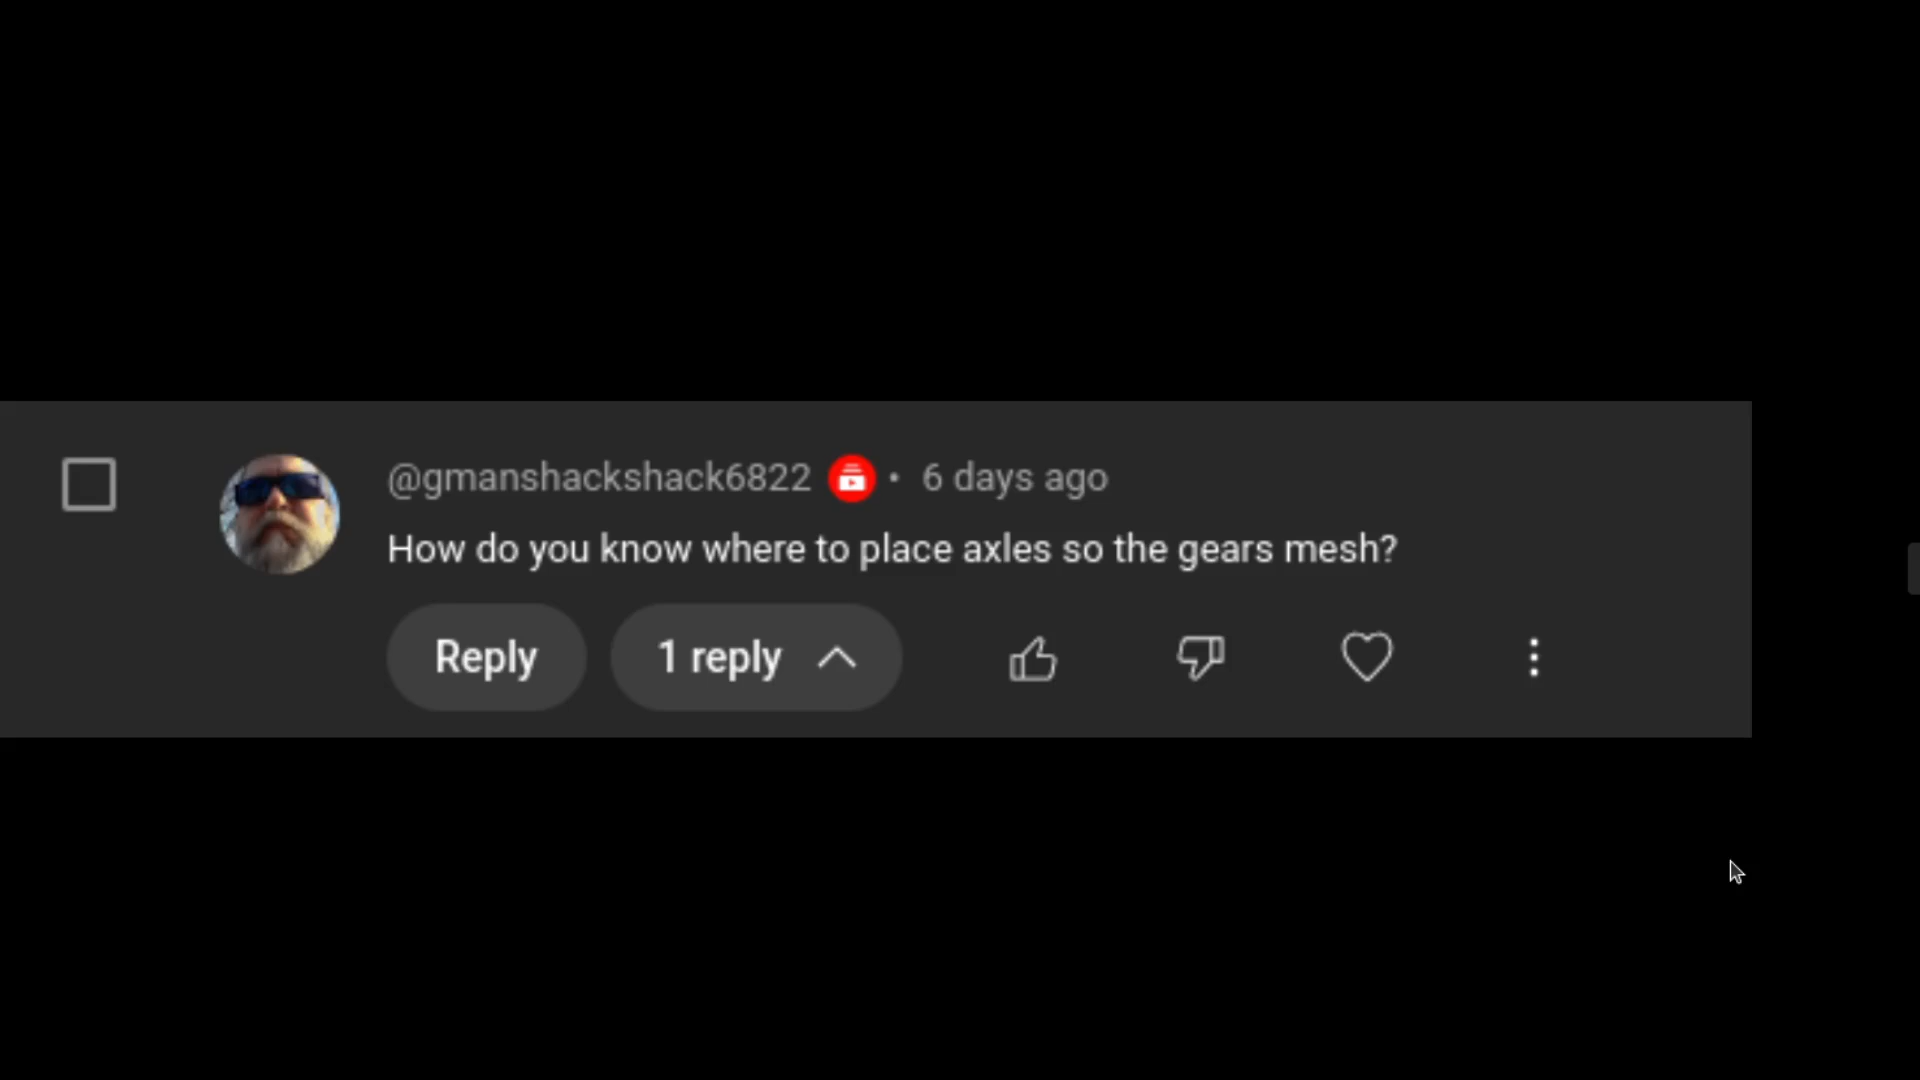 @gmanshackshack6822 • 6 days ago
How do you know where to place axles so the gears mesh?
Reply 1 reply